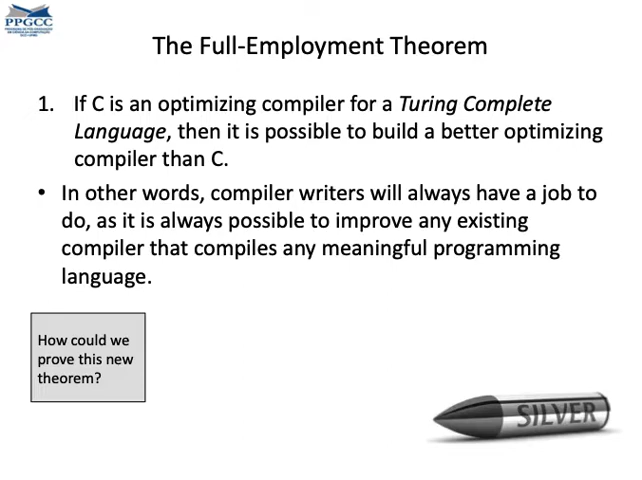 PPGCC
The Full-Employment Theorem
1. If C is an optimizing compiler for a Turing Complete
Language, then it is possible to build a better optimizing
compiler than C.
• In other words, compiler writers will always have a job to
do, as it is always possible to improve any existing
compiler that compiles any meaningful programming
language.
How could we
prove this new
theorem?
SILVER